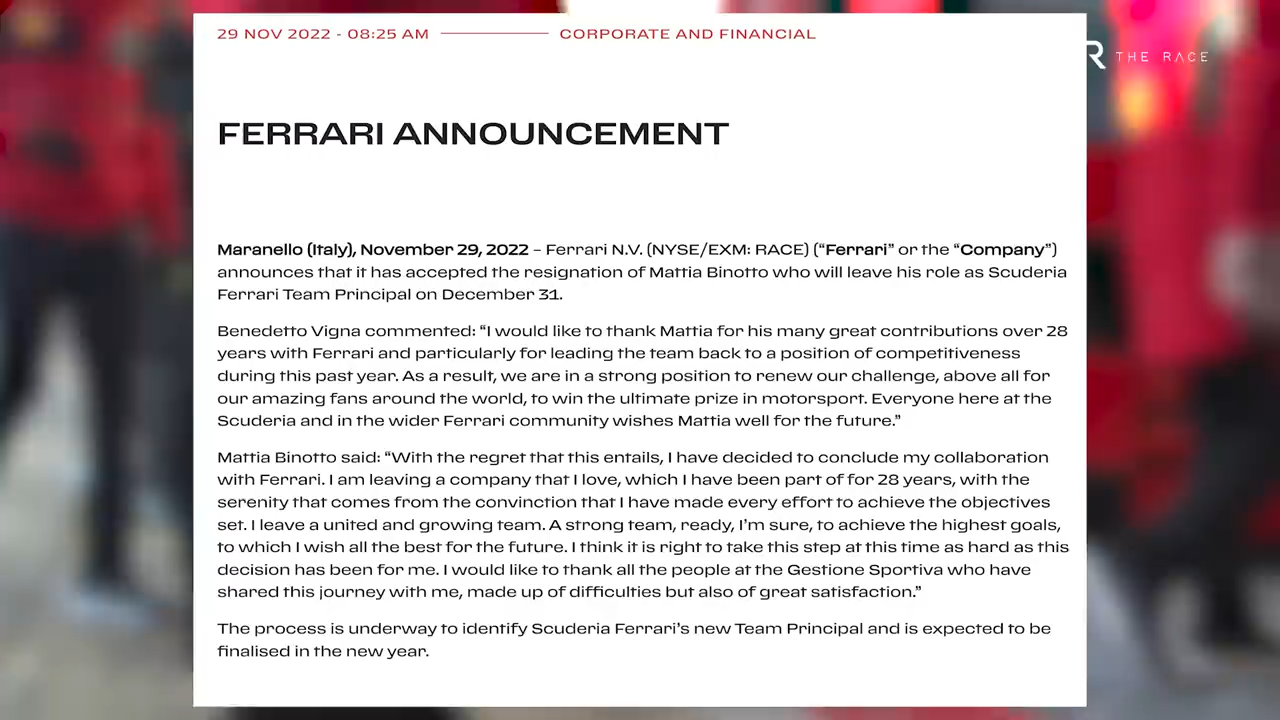 29 NOV 2022 - 08:25 AM CORPORATE AND FINANCIAL
R THE RACE
FERRARI ANNOUNCEMENT
Maranello (Italy), November 29, 2022 – Ferrari N.V. (NYSE/EXM: RACE) (“Ferrari” or the “Company”)
announces that it has accepted the resignation of Mattia Binotto who will leave his role as Scuderia
Ferrari Team Principal on December 31.
Benedetto Vigna commented: “I would like to thank Mattia for his many great contributions over 28
years with Ferrari and particularly for leading the team back to a position of competitiveness
during this past year. As a result, we are in a strong position to renew our challenge, above all for
our amazing fans around the world, to win the ultimate prize in motorsport. Everyone here at the
Scuderia and in the wider Ferrari community wishes Mattia well for the future.”
Mattia Binotto said: “With the regret that this entails, I have decided to conclude my collaboration
with Ferrari. I am leaving a company that I love, which I have been part of for 28 years, with the
serenity that comes from the conviction that I have made every effort to achieve the objectives
set. I leave a united and growing team. A strong team, ready, I’m sure, to achieve the highest goals,
to which I wish all the best for the future. I think it is right to take this step at this time as hard as this
decision has been for me. I would like to thank all the people at the Gestione Sportiva who have
shared this journey with me, made up of difficulties but also of great satisfaction.”
The process is underway to identify Scuderia Ferrari’s new Team Principal and is expected to be
finalised in the new year.